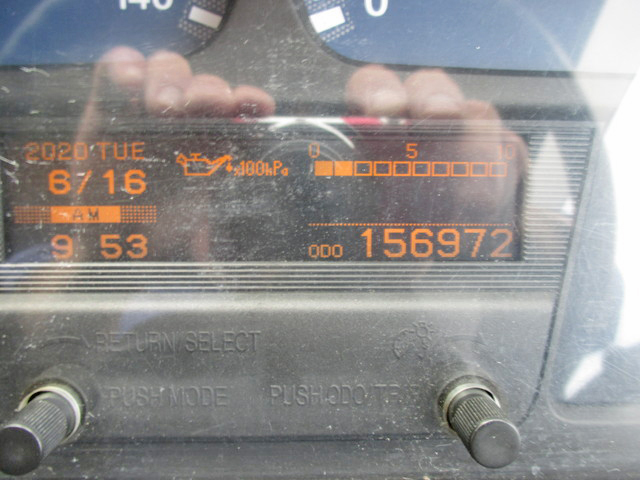 140
0
2020 TUE
6/16
AM
9 53
×100kPa
0 5 10
ODO 156972
RETURN SELECT
PUSH MODE
PUSH ODO/TRIP